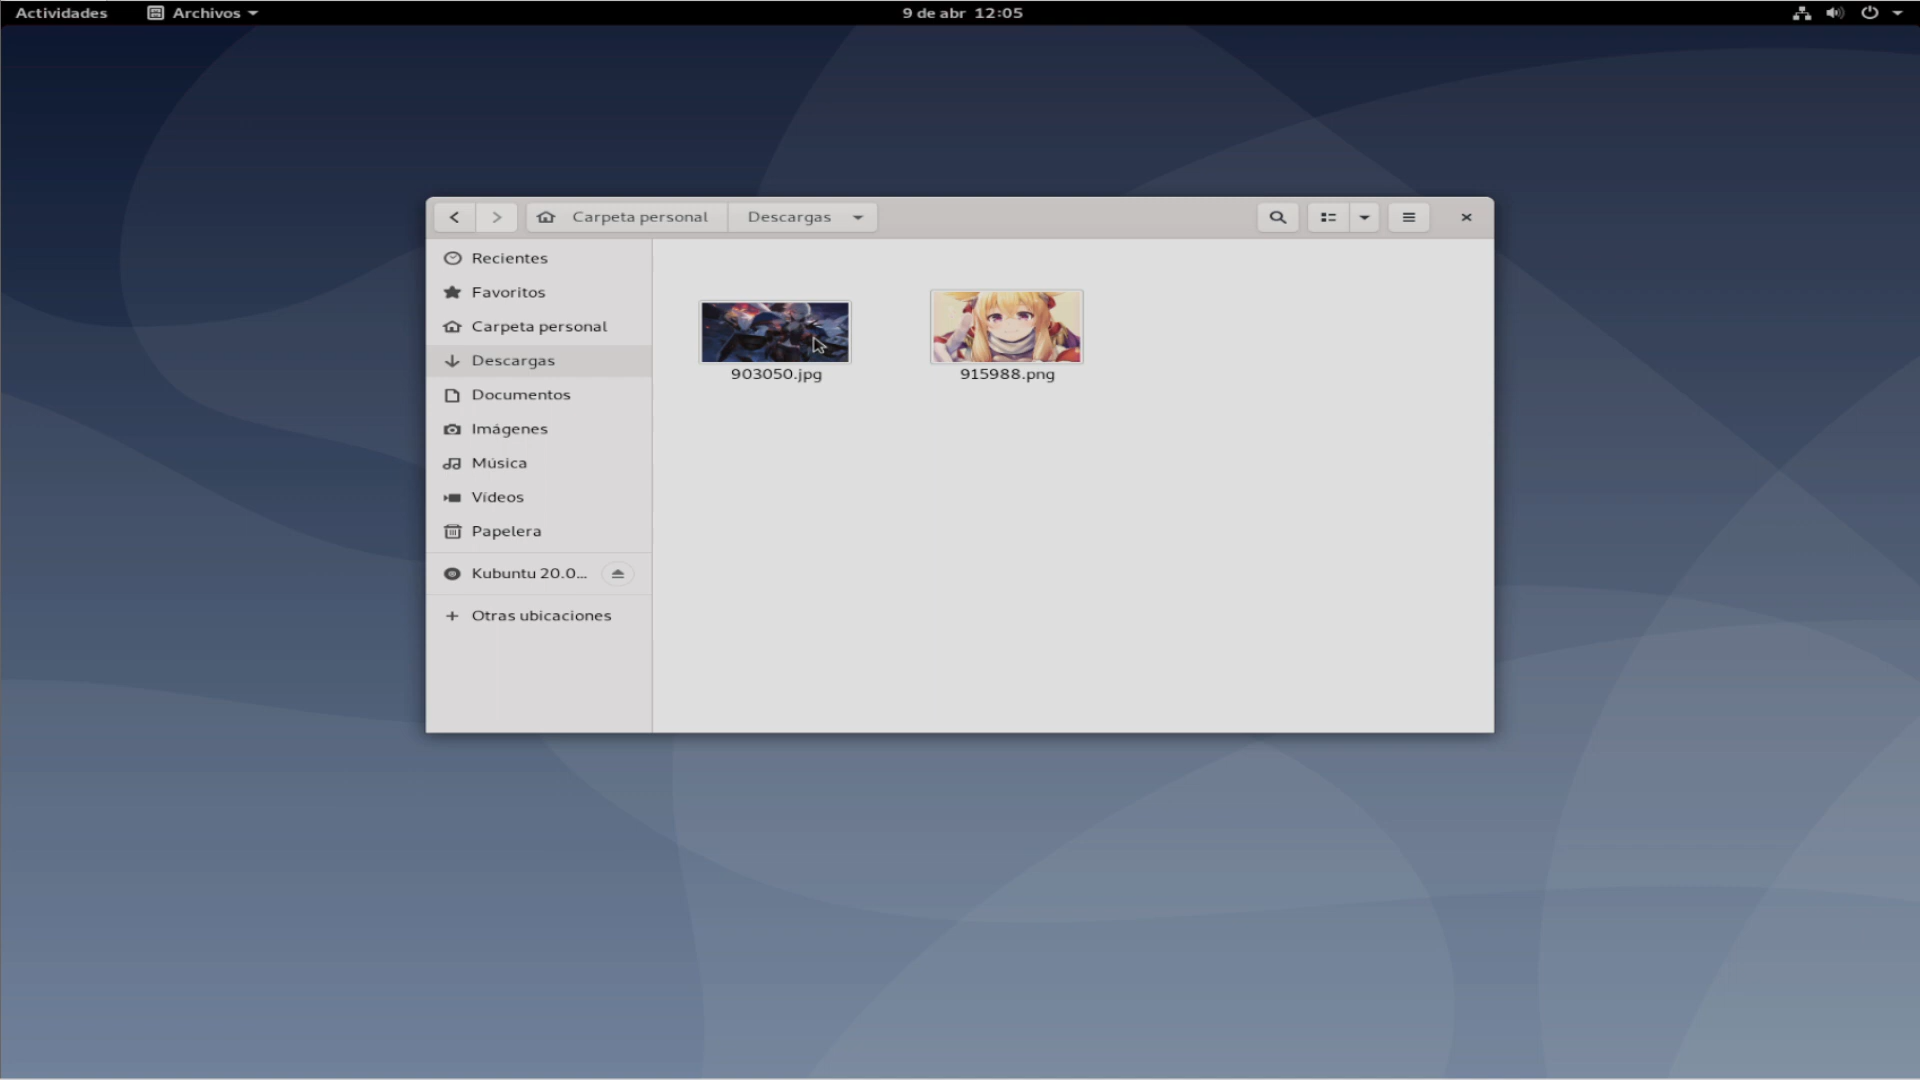 Actividades
Archivos
9 de abr 12:05
Carpeta personal
Descargas
Recientes
Favoritos
Carpeta personal
Descargas
Documentos
Imágenes
Música
Vídeos
Papelera
Kubuntu 20.0...
Otras ubicaciones
903050.jpg
915988.png